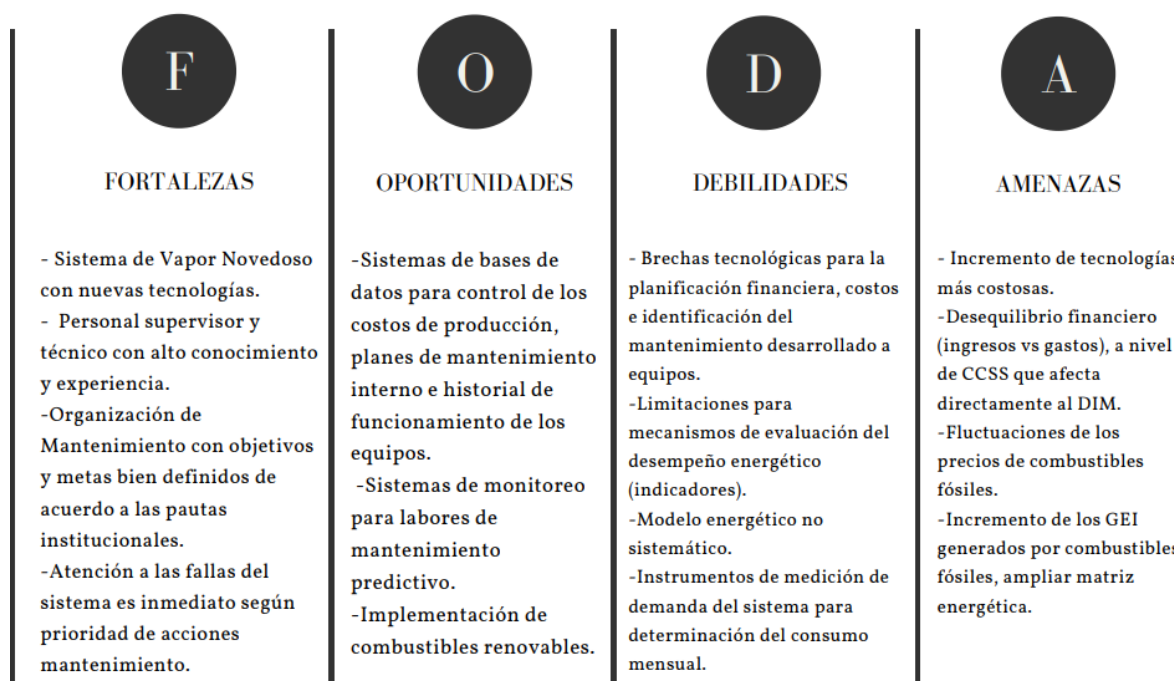 F
FORTALEZAS
- Sistema de Vapor Novedoso
con nuevas tecnologías.
- Personal supervisor y
técnico con alto conocimiento
y experiencia.
-Organización de
Mantenimiento con objetivos
y metas bien definidos de
acuerdo a las pautas
institucionales.
-Atención a las fallas del
sistema es inmediato según
prioridad de acciones
mantenimiento.
O
OPORTUNIDADES
-Sistemas de bases de
datos para control de los
costos de producción,
planes de mantenimiento
interno e historial de
funcionamiento de los
equipos.
-Sistemas de monitoreo
para labores de
mantenimiento
predictivo.
-Implementación de
combustibles renovables.
D
DEBILIDADES
- Brechas tecnológicas para la
planificación financiera, costos
e identificación del
mantenimiento desarrollado a
equipos.
-Limitaciones para
mecanismos de evaluación del
desempeño energético
(indicadores).
-Modelo energético no
sistemático.
-Instrumentos de medición de
demanda del sistema para
determinación del consumo
mensual.
A
AMENAZAS
- Incremento de tecnologías
más costosas.
-Desequilibrio financiero
(ingresos vs gastos), a nivel
de CCSS que afecta
directamente al DIM.
-Fluctuaciones de los
precios de combustibles
fósiles.
-Incremento de los GEI
generados por combustibles
fósiles, ampliar matriz
energética.